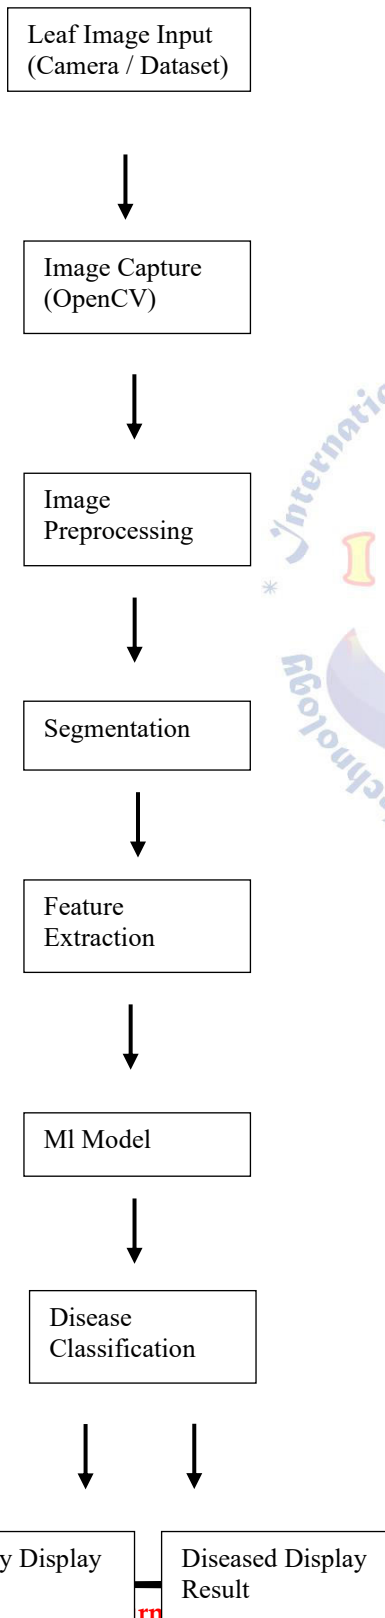 Leaf Image Input
(Camera / Dataset)
Image Capture
(OpenCV)
Image
Preprocessing
Segmentation
Feature
Extraction
Ml Model
Disease
Classification
y Display
Diseased Display
Result